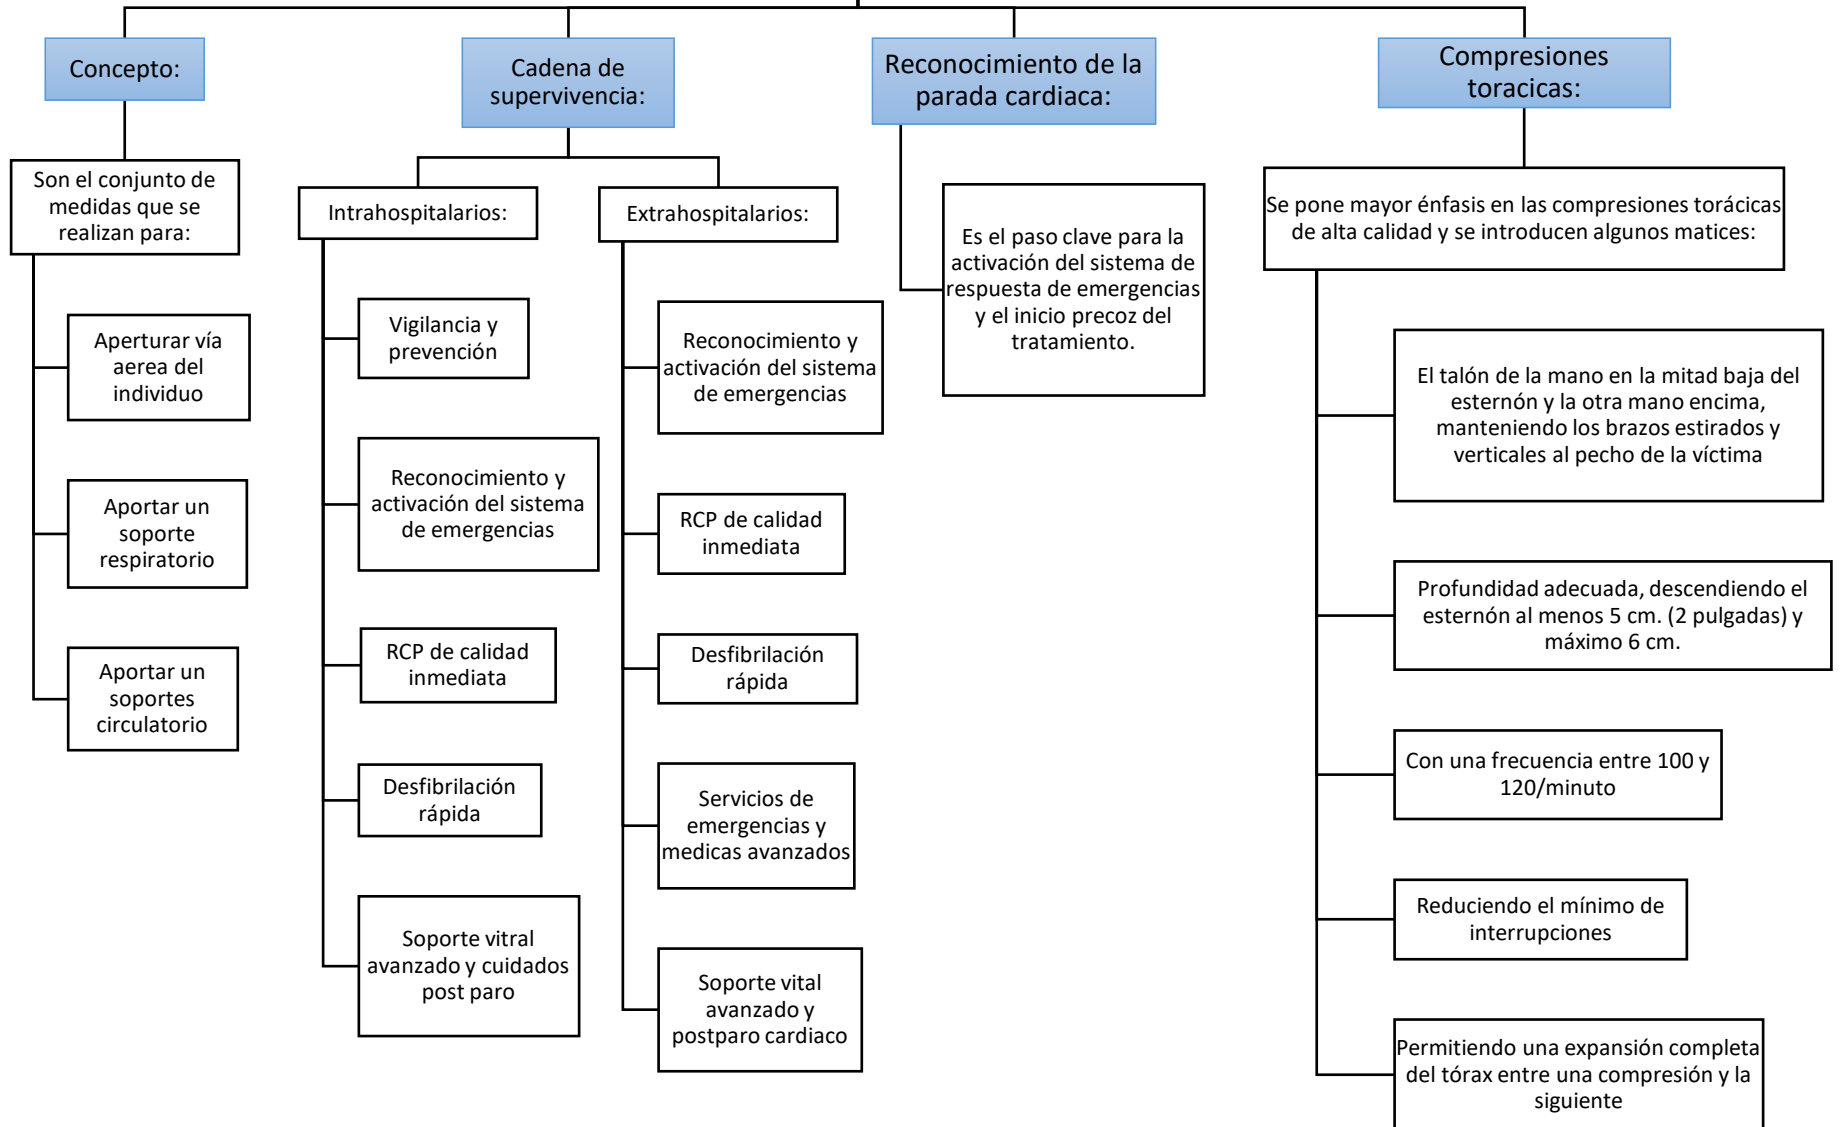 Concepto:
Son el conjunto de
medidas que se
realizan para:
Aperturar vía
aerea del
individuo
Aportar un
soporte
respiratorio
Aportar un
soportes
circulatorio
Cadena de
supervivencia:
Intrahospitalarios:
Vigilancia y
prevención
Reconocimiento y
activación del sistema
de emergencias
RCP de calidad
inmediata
Desfibrilación
rápida
Soporte vitral
avanzado y cuidados
post paro
Extrahospitalarios:
Reconocimiento y
activación del sistema
de emergencias
RCP de calidad
inmediata
Desfibrilación
rápida
Servicios de
emergencias y
medicas avanzados
Soporte vital
avanzado y
postparo cardiaco
Reconocimiento de la
parada cardiaca:
Es el paso clave para la
activación del sistema de
respuesta de emergencias
y el inicio precoz del
tratamiento.
Compresiones
toracicas:
Se pone mayor énfasis en las compresiones torácicas
de alta calidad y se introducen algunos matices:
El talón de la mano en la mitad baja del
esternón y la otra mano encima,
manteniendo los brazos estirados y
verticales al pecho de la víctima
Profundidad adecuada, descendiendo el
esternón al menos 5 cm. (2 pulgadas) y
máximo 6 cm.
Con una frecuencia entre 100 y
120/minuto
Reduciendo el mínimo de
interrupciones
Permitiendo una expansión completa
del tórax entre una compresión y la
siguiente